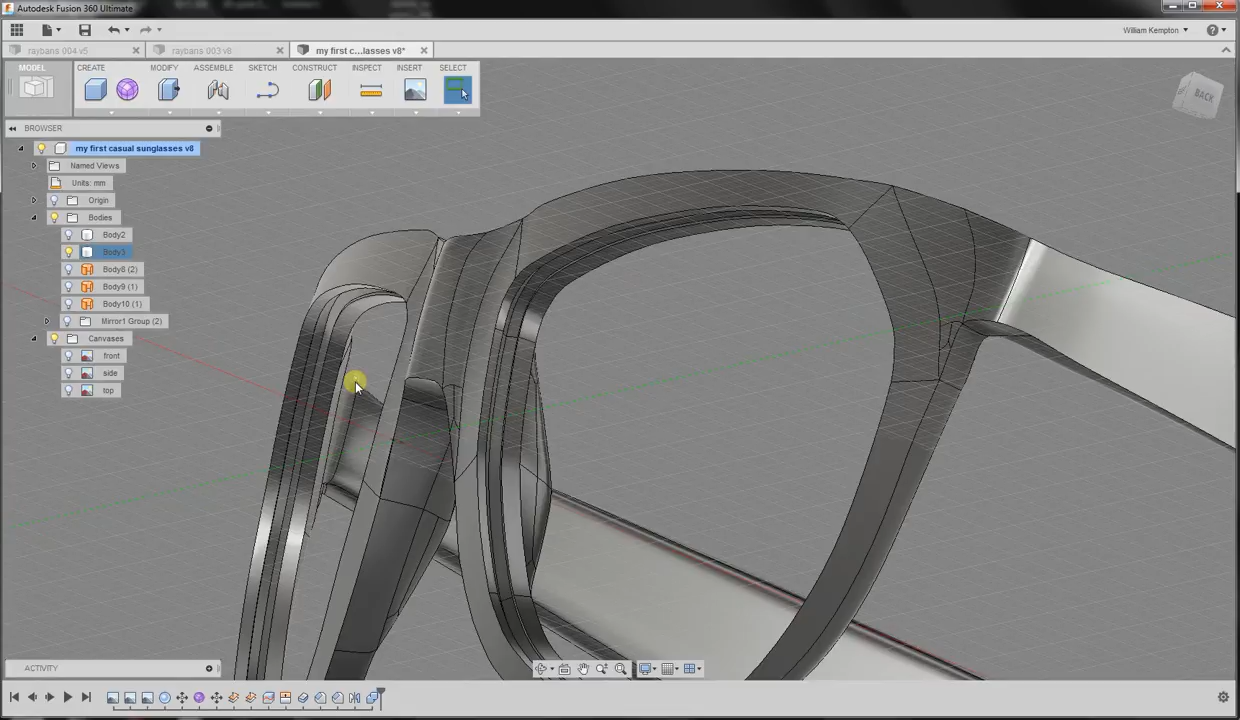 Autodesk Fusion 360 Ultimate
William Kempton
raybans 004 v5
raybans 003 v8
my first c...lasses v8*
MODEL
CREATE
MODIFY
ASSEMBLE
SKETCH
CONSTRUCT
INSPECT
INSERT
SELECT
BACK
BROWSER
my first casual sunglasses v8
Named Views
Units: mm
Origin
Bodies
Body2
Body3
Body8 (2)
Body9 (1)
Body10 (1)
Mirror1 Group (2)
Canvases
front
side
top
ACTIVITY